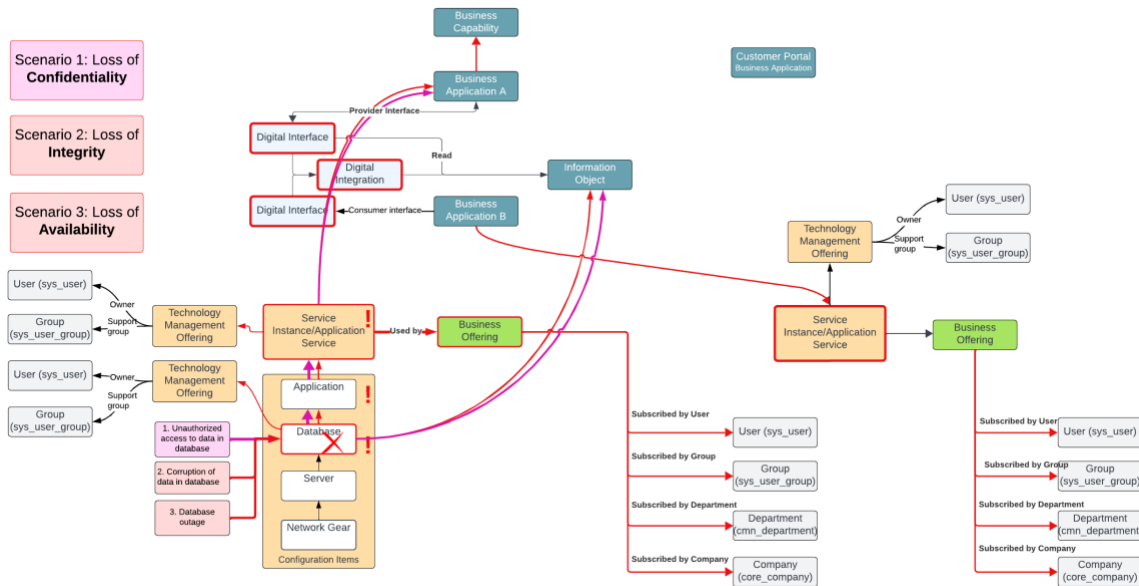 Business
Capability
Scenario 1: Loss of
Confidentiality
Customer Portal
Business Application
Business
Application A
Provider Interface
Scenario 2: Loss of
Integrity
Digital Interface
Read
Digital
Integration
Information
Object
Scenario 3: Loss of
Availability
Digital Interface
Consumer interface
Business
Application B
User (sys_user)
Owner
Technology
Management
Offering
Support
group
Group
(sys_user_group)
User (sys_user)
Owner
Technology
Management
Offering
Support
group
Group
(sys_user_group)
Service
Instance/Application
Service
!
Used by
Business
Offering
Service
Instance/Application
Service
Business
Offering
User (sys_user)
Owner
Technology
Management
Offering
Support
group
Group
(sys_user_group)
Application
!
1. Unauthorized
access to data in
database
Database
!
2. Corruption of
data in database
Server
3. Database
outage
Network Gear
Configuration Items
Subscribed by User
User (sys_user)
Subscribed by Group
Group
(sys_user_group)
Subscribed by Department
Department
(cmn_department)
Subscribed by Company
Company
(core_company)
Subscribed by User
User (sys_user)
Subscribed by Group
Group
(sys_user_group)
Subscribed by Department
Department
(cmn_department)
Subscribed by Company
Company
(core_company)